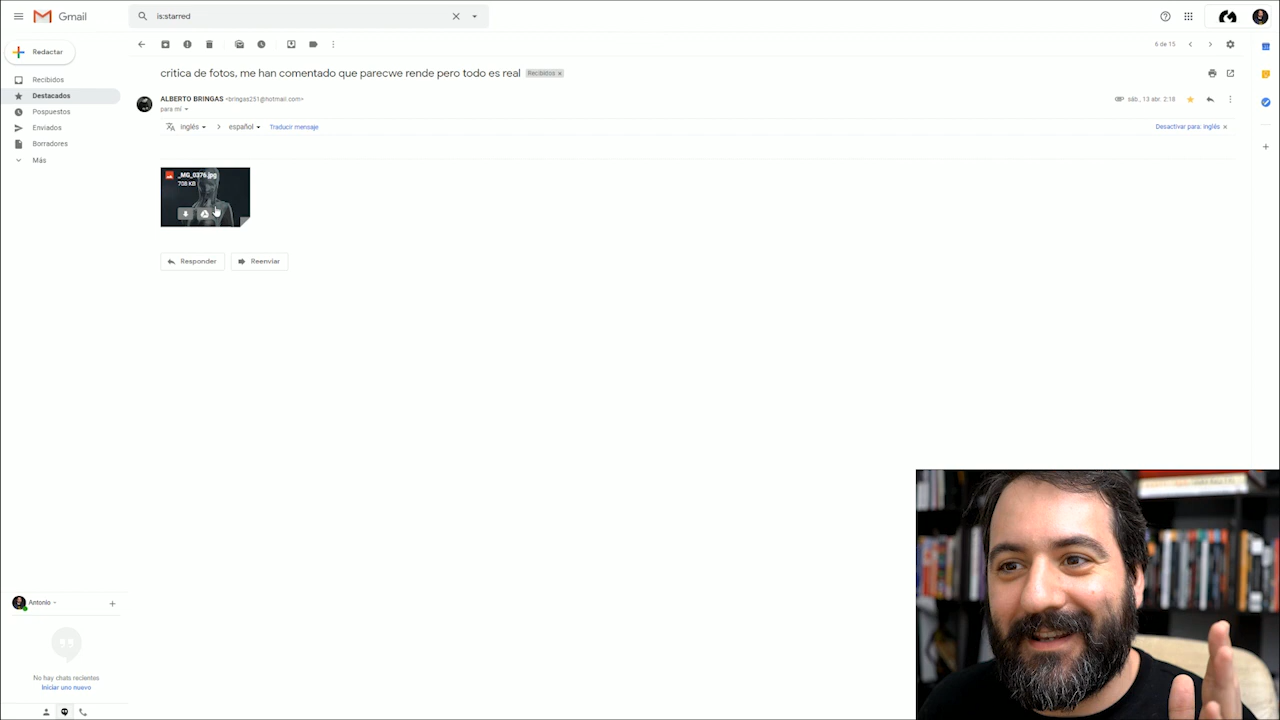 Gmail
is:starred
Redactar
6 de 15
Recibidos
Destacados
Pospuestos
Enviados
Borradores
Más
critica de fotos, me han comentado que parecwe rende pero todo es real
Recibidos ×
ALBERTO BRINGAS <bringas251@hotmail.com>
sáb., 13 abr. 2:18
para mí
inglés
español
Traducir mensaje
Desactivar para: inglés ×
_MG_0376.jpg
708 KB
Responder
Reenviar
Antonio
No hay chats recientes
Iniciar uno nuevo